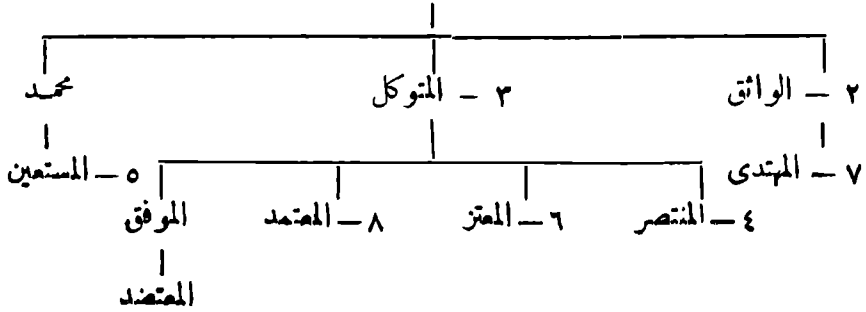 ٢ – الواثق ٣ – المتوكل محمد
٧ – المهتدى ٥ – المستعين
٤ – المنتصر ٦ – المعتز ٨ – المعتمد الموفق
المعتضد